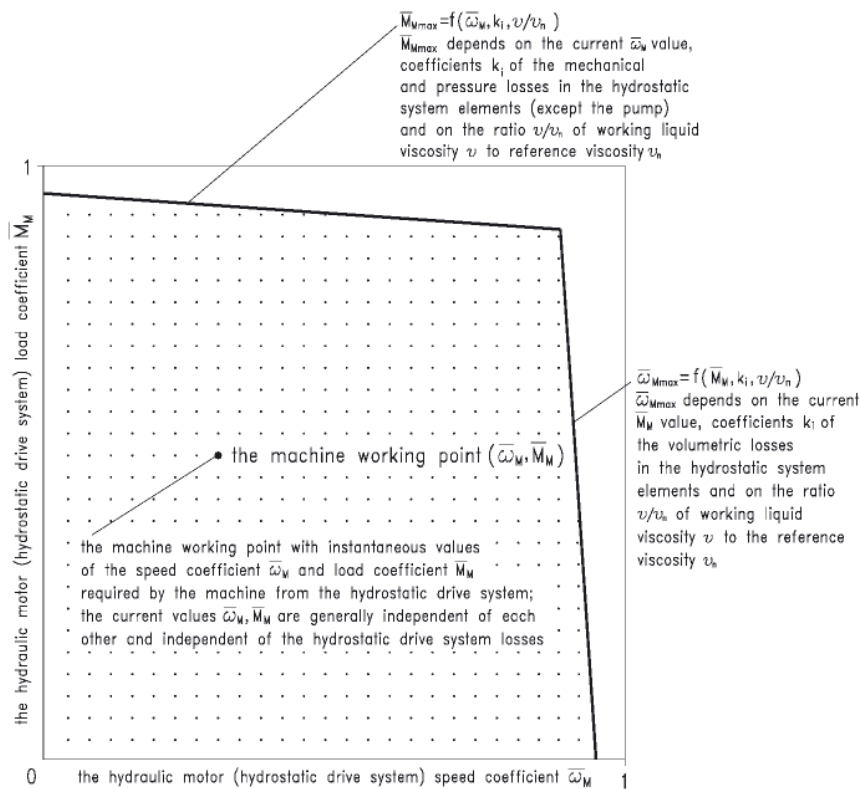 M̅Mmax=f(ω̅M,ki,υ/υn)
M̅Mmax depends on the current ω̅M value,
coefficients ki of the mechanical
and pressure losses in the hydrostatic
system elements (except the pump)
and on the ratio υ/υn of working liquid
viscosity υ to reference viscosity υn
1
the hydraulic motor (hydrostatic drive system) load coefficient M̅M
ω̅Mmax=f(M̅M,ki,υ/υn)
ω̅Mmax depends on the current
M̅M value, coefficients ki of
the volumetric losses
in the hydrostatic system
elements and on the ratio
υ/υn of working liquid
viscosity υ to the reference
viscosity υn
the machine working point (ω̅M,M̅M)
the machine working point with instantaneous values
of the speed coefficient ω̅M and load coefficient M̅M
required by the machine from the hydrostatic drive system;
the current values ω̅M,M̅M are generally independent of each
other and independent of the hydrostatic drive system losses
0
the hydraulic motor (hydrostatic drive system) speed coefficient ω̅M
1